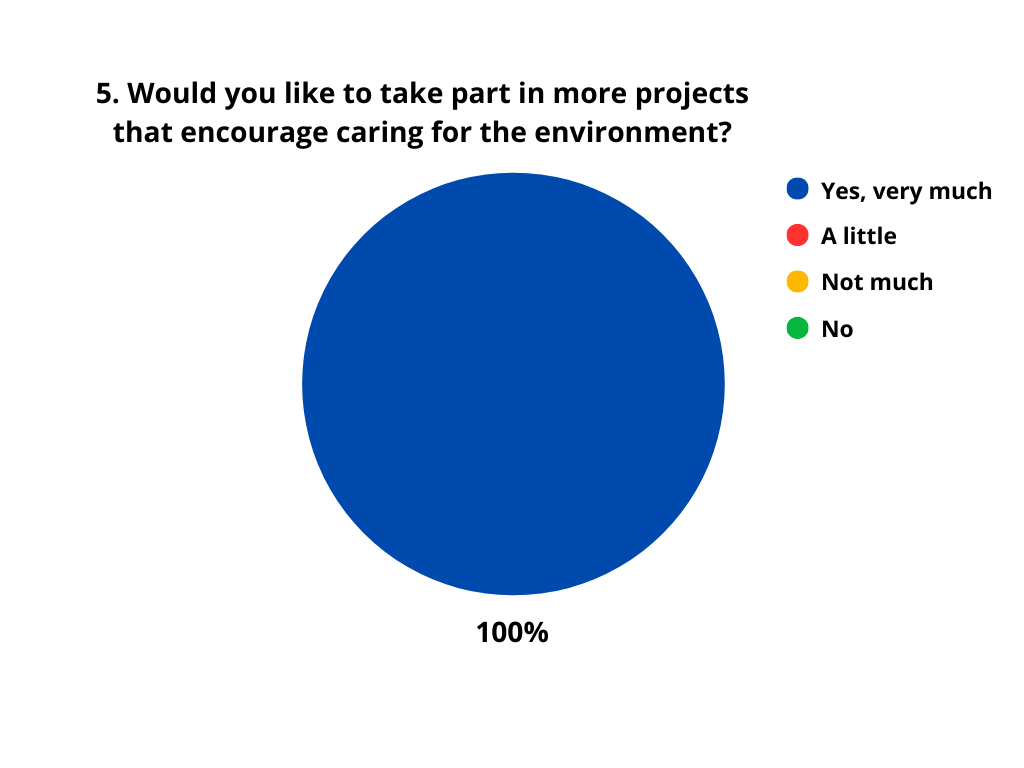 5. Would you like to take part in more projects
that encourage caring for the environment?
Yes, very much
A little
Not much
No
100%